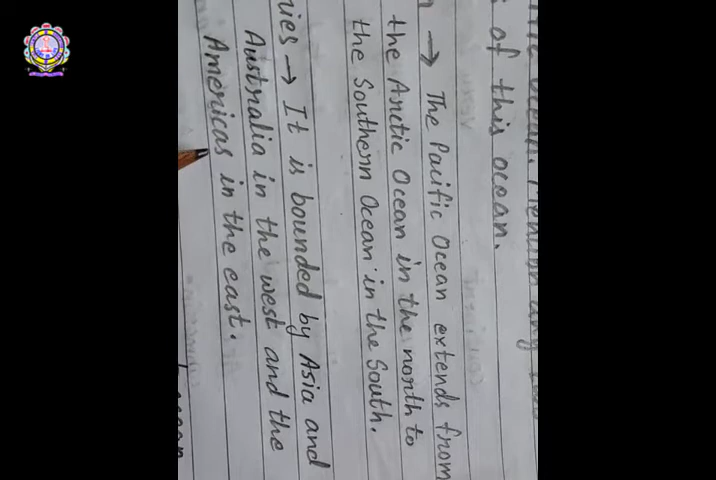 of this ocean.
→ The Pacific Ocean extends from
the Arctic Ocean in the north to
the Southern Ocean in the South.
→ It is bounded by Asia and
Australia in the west and the
Americas in the east.